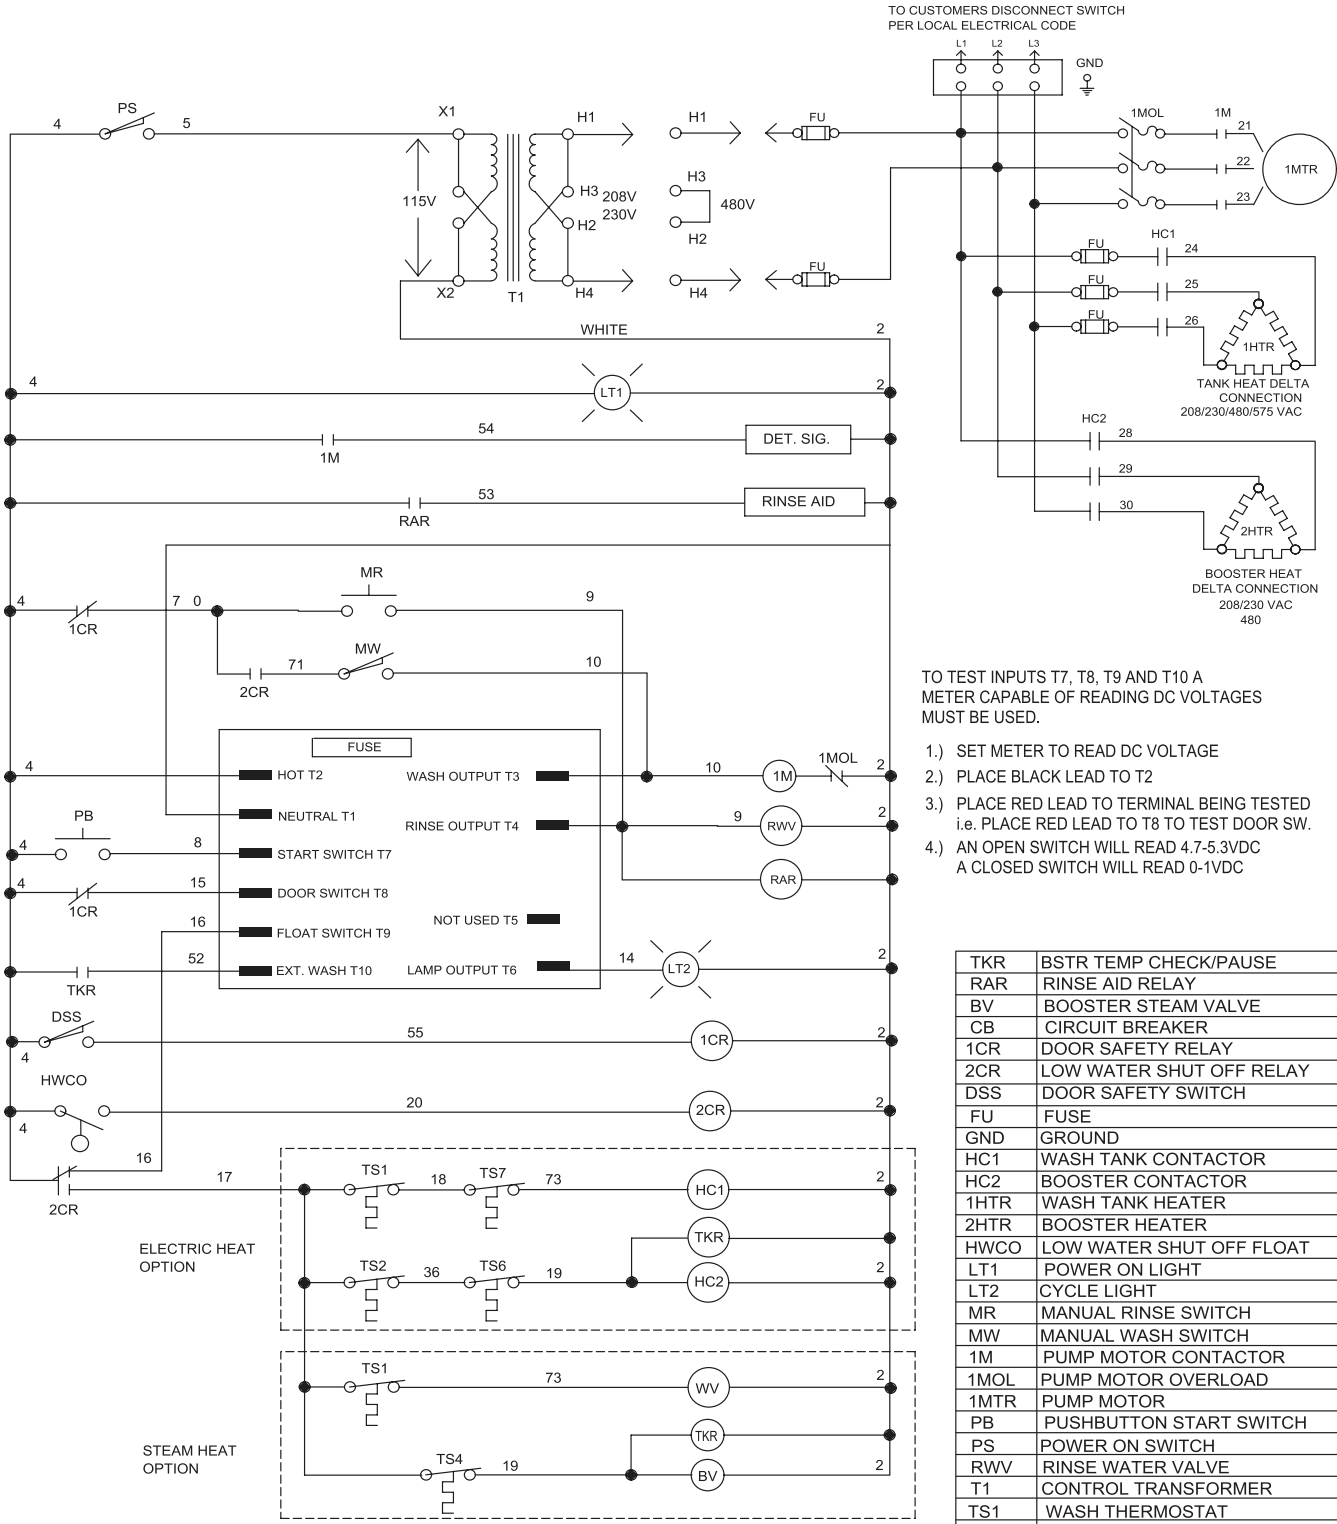 TO CUSTOMERS DISCONNECT SWITCH
PER LOCAL ELECTRICAL CODE
L1 L2 L3
GND
4 PS 5 X1 H1 H1 FU 1MOL 1M 21
115V H3 208V H3 480V 22 1MTR
230V
H2 H2 23
X2 T1 H4 H4 FU
FU HC1 24
FU 25
FU 26
1HTR
TANK HEAT DELTA
CONNECTION
208/230/480/575 VAC
WHITE 2
4 LT1 2
54 DET. SIG.
1M
53 RINSE AID
RAR
HC2 28
29
30
2HTR
BOOSTER HEAT
DELTA CONNECTION
208/230 VAC
480
4 1CR 7 0 MR 9
2CR 71 MW 10
TO TEST INPUTS T7, T8, T9 AND T10 A
METER CAPABLE OF READING DC VOLTAGES
MUST BE USED.
1.) SET METER TO READ DC VOLTAGE
2.) PLACE BLACK LEAD TO T2
3.) PLACE RED LEAD TO TERMINAL BEING TESTED
i.e. PLACE RED LEAD TO T8 TO TEST DOOR SW.
4.) AN OPEN SWITCH WILL READ 4.7-5.3VDC
A CLOSED SWITCH WILL READ 0-1VDC
FUSE
4 HOT T2 WASH OUTPUT T3 10 1M 1MOL 2
NEUTRAL T1 RINSE OUTPUT T4 9 RWV 2
PB
4 8 START SWITCH T7
4 1CR 15 DOOR SWITCH T8 RAR 2
16 FLOAT SWITCH T9 NOT USED T5
TKR 52 EXT. WASH T10 LAMP OUTPUT T6 14 LT2 2
DSS
4 55 1CR 2
HWCO
4 20 2CR 2
16
2CR 17
ELECTRIC HEAT
OPTION
TS1 18 TS7 73 HC1 2
TKR
TS2 36 TS6 19 HC2 2
STEAM HEAT
OPTION
TS1 73 WV 2
TKR
TS4 19 BV 2
TKR BSTR TEMP CHECK/PAUSE
RAR RINSE AID RELAY
BV BOOSTER STEAM VALVE
CB CIRCUIT BREAKER
1CR DOOR SAFETY RELAY
2CR LOW WATER SHUT OFF RELAY
DSS DOOR SAFETY SWITCH
FU FUSE
GND GROUND
HC1 WASH TANK CONTACTOR
HC2 BOOSTER CONTACTOR
1HTR WASH TANK HEATER
2HTR BOOSTER HEATER
HWCO LOW WATER SHUT OFF FLOAT
LT1 POWER ON LIGHT
LT2 CYCLE LIGHT
MR MANUAL RINSE SWITCH
MW MANUAL WASH SWITCH
1M PUMP MOTOR CONTACTOR
1MOL PUMP MOTOR OVERLOAD
1MTR PUMP MOTOR
PB PUSHBUTTON START SWITCH
PS POWER ON SWITCH
RWV RINSE WATER VALVE
T1 CONTROL TRANSFORMER
TS1 WASH THERMOSTAT